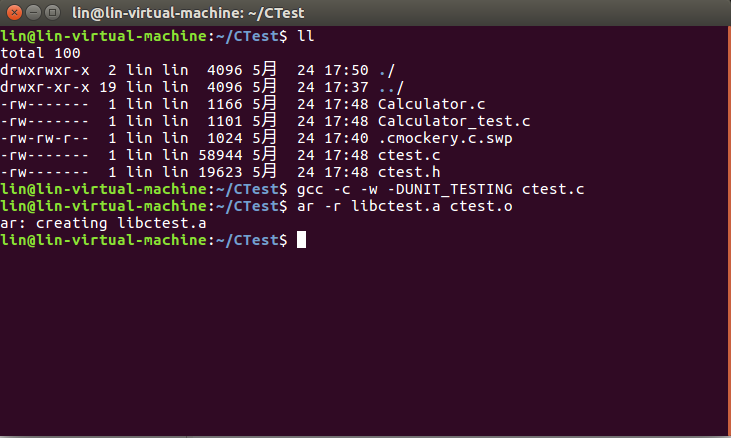 lin@lin-virtual-machine: ~/CTest
lin@lin-virtual-machine:~/CTest$ ll
total 100
drwxrwxr-x  2 lin lin  4096 5月  24 17:50 ./
drwxr-xr-x 19 lin lin  4096 5月  24 17:37 ../
-rw-------  1 lin lin  1166 5月  24 17:48 Calculator.c
-rw-------  1 lin lin  1101 5月  24 17:48 Calculator_test.c
-rw-rw-r--  1 lin lin  1024 5月  24 17:40 .cmockery.c.swp
-rw-------  1 lin lin 58944 5月  24 17:48 ctest.c
-rw-------  1 lin lin 19623 5月  24 17:48 ctest.h
lin@lin-virtual-machine:~/CTest$ gcc -c -w -DUNIT_TESTING ctest.c
lin@lin-virtual-machine:~/CTest$ ar -r libctest.a ctest.o
ar: creating libctest.a
lin@lin-virtual-machine:~/CTest$